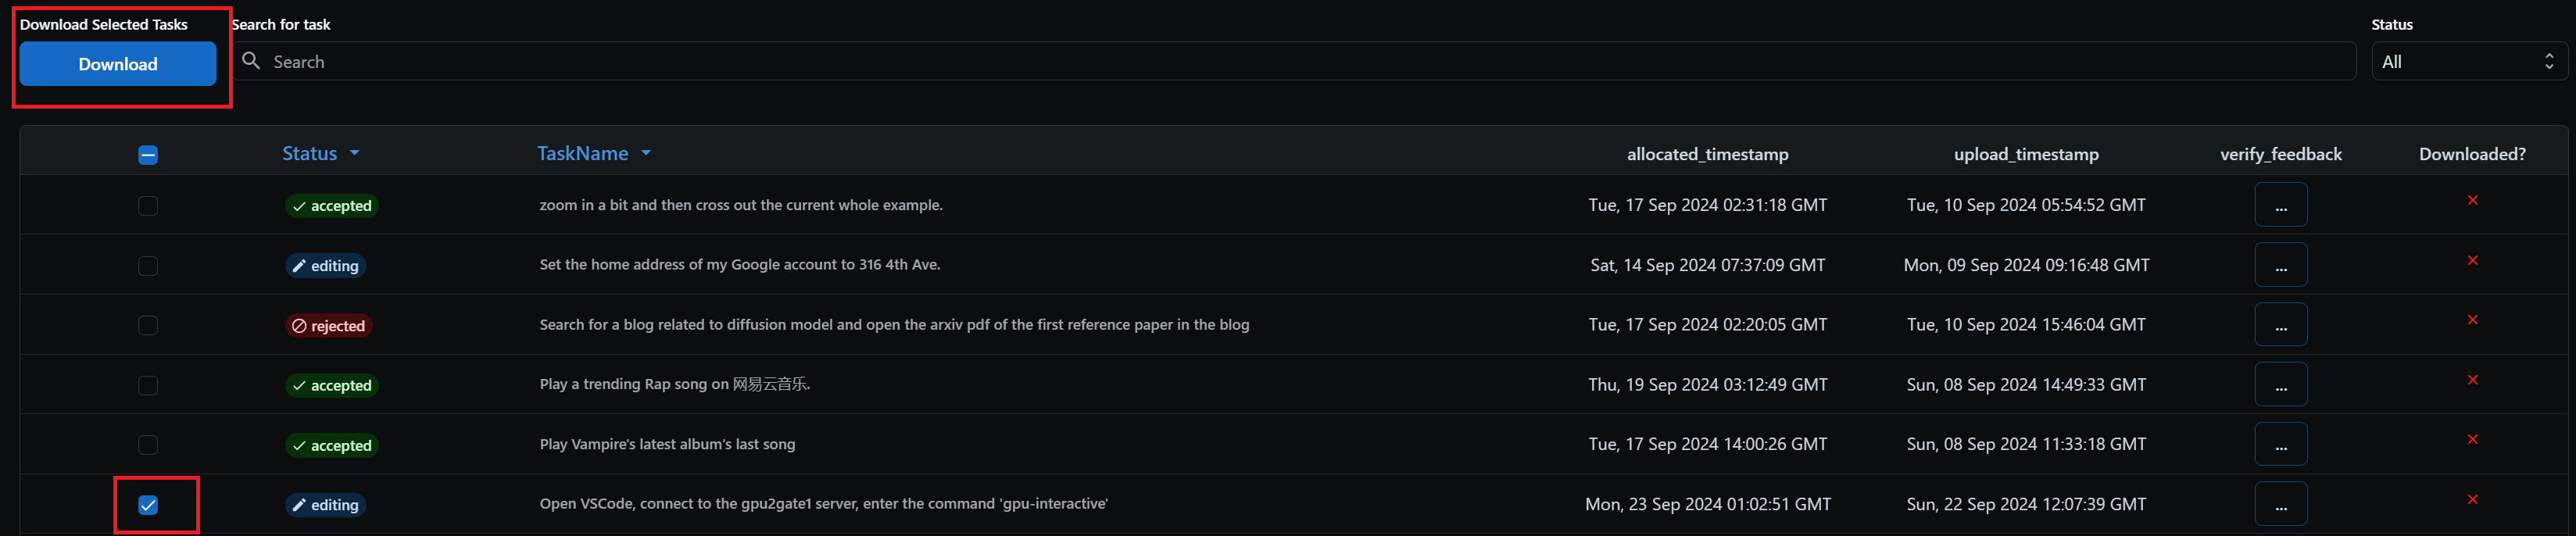 Download Selected Tasks
Search for task
Status
Download
Search
All
Status TaskName allocated_timestamp upload_timestamp verify_feedback Downloaded?
accepted zoom in a bit and then cross out the current whole example. Tue, 17 Sep 2024 02:31:18 GMT Tue, 10 Sep 2024 05:54:52 GMT ...
editing Set the home address of my Google account to 316 4th Ave. Sat, 14 Sep 2024 07:37:09 GMT Mon, 09 Sep 2024 09:16:48 GMT ...
rejected Search for a blog related to diffusion model and open the arxiv pdf of the first reference paper in the blog Tue, 17 Sep 2024 02:20:05 GMT Tue, 10 Sep 2024 15:46:04 GMT ...
accepted Play a trending Rap song on 网易云音乐. Thu, 19 Sep 2024 03:12:49 GMT Sun, 08 Sep 2024 14:49:33 GMT ...
accepted Play Vampire's latest album's last song Tue, 17 Sep 2024 14:00:26 GMT Sun, 08 Sep 2024 11:33:18 GMT ...
editing Open VSCode, connect to the gpu2gate1 server, enter the command 'gpu-interactive' Mon, 23 Sep 2024 01:02:51 GMT Sun, 22 Sep 2024 12:07:39 GMT ...